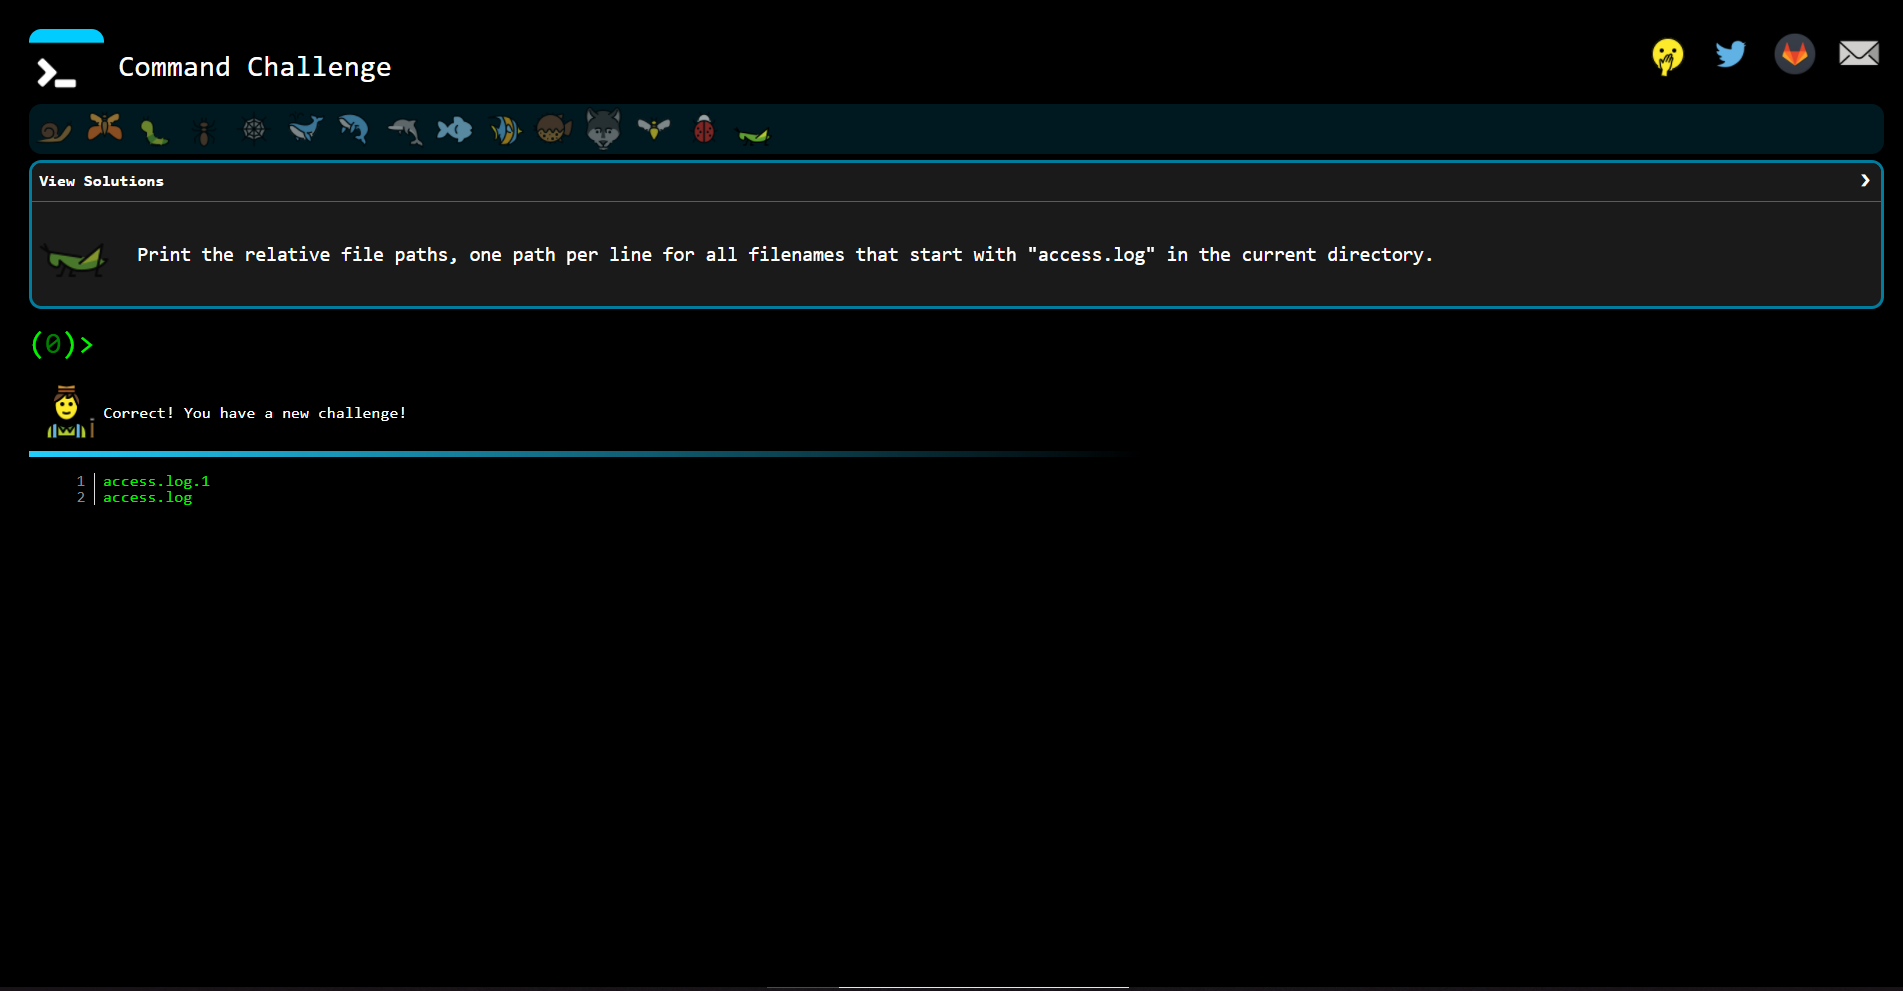 Command Challenge
View Solutions
Print the relative file paths, one path per line for all filenames that start with "access.log" in the current directory.
(0)>
Correct! You have a new challenge!
1 access.log.1
2 access.log